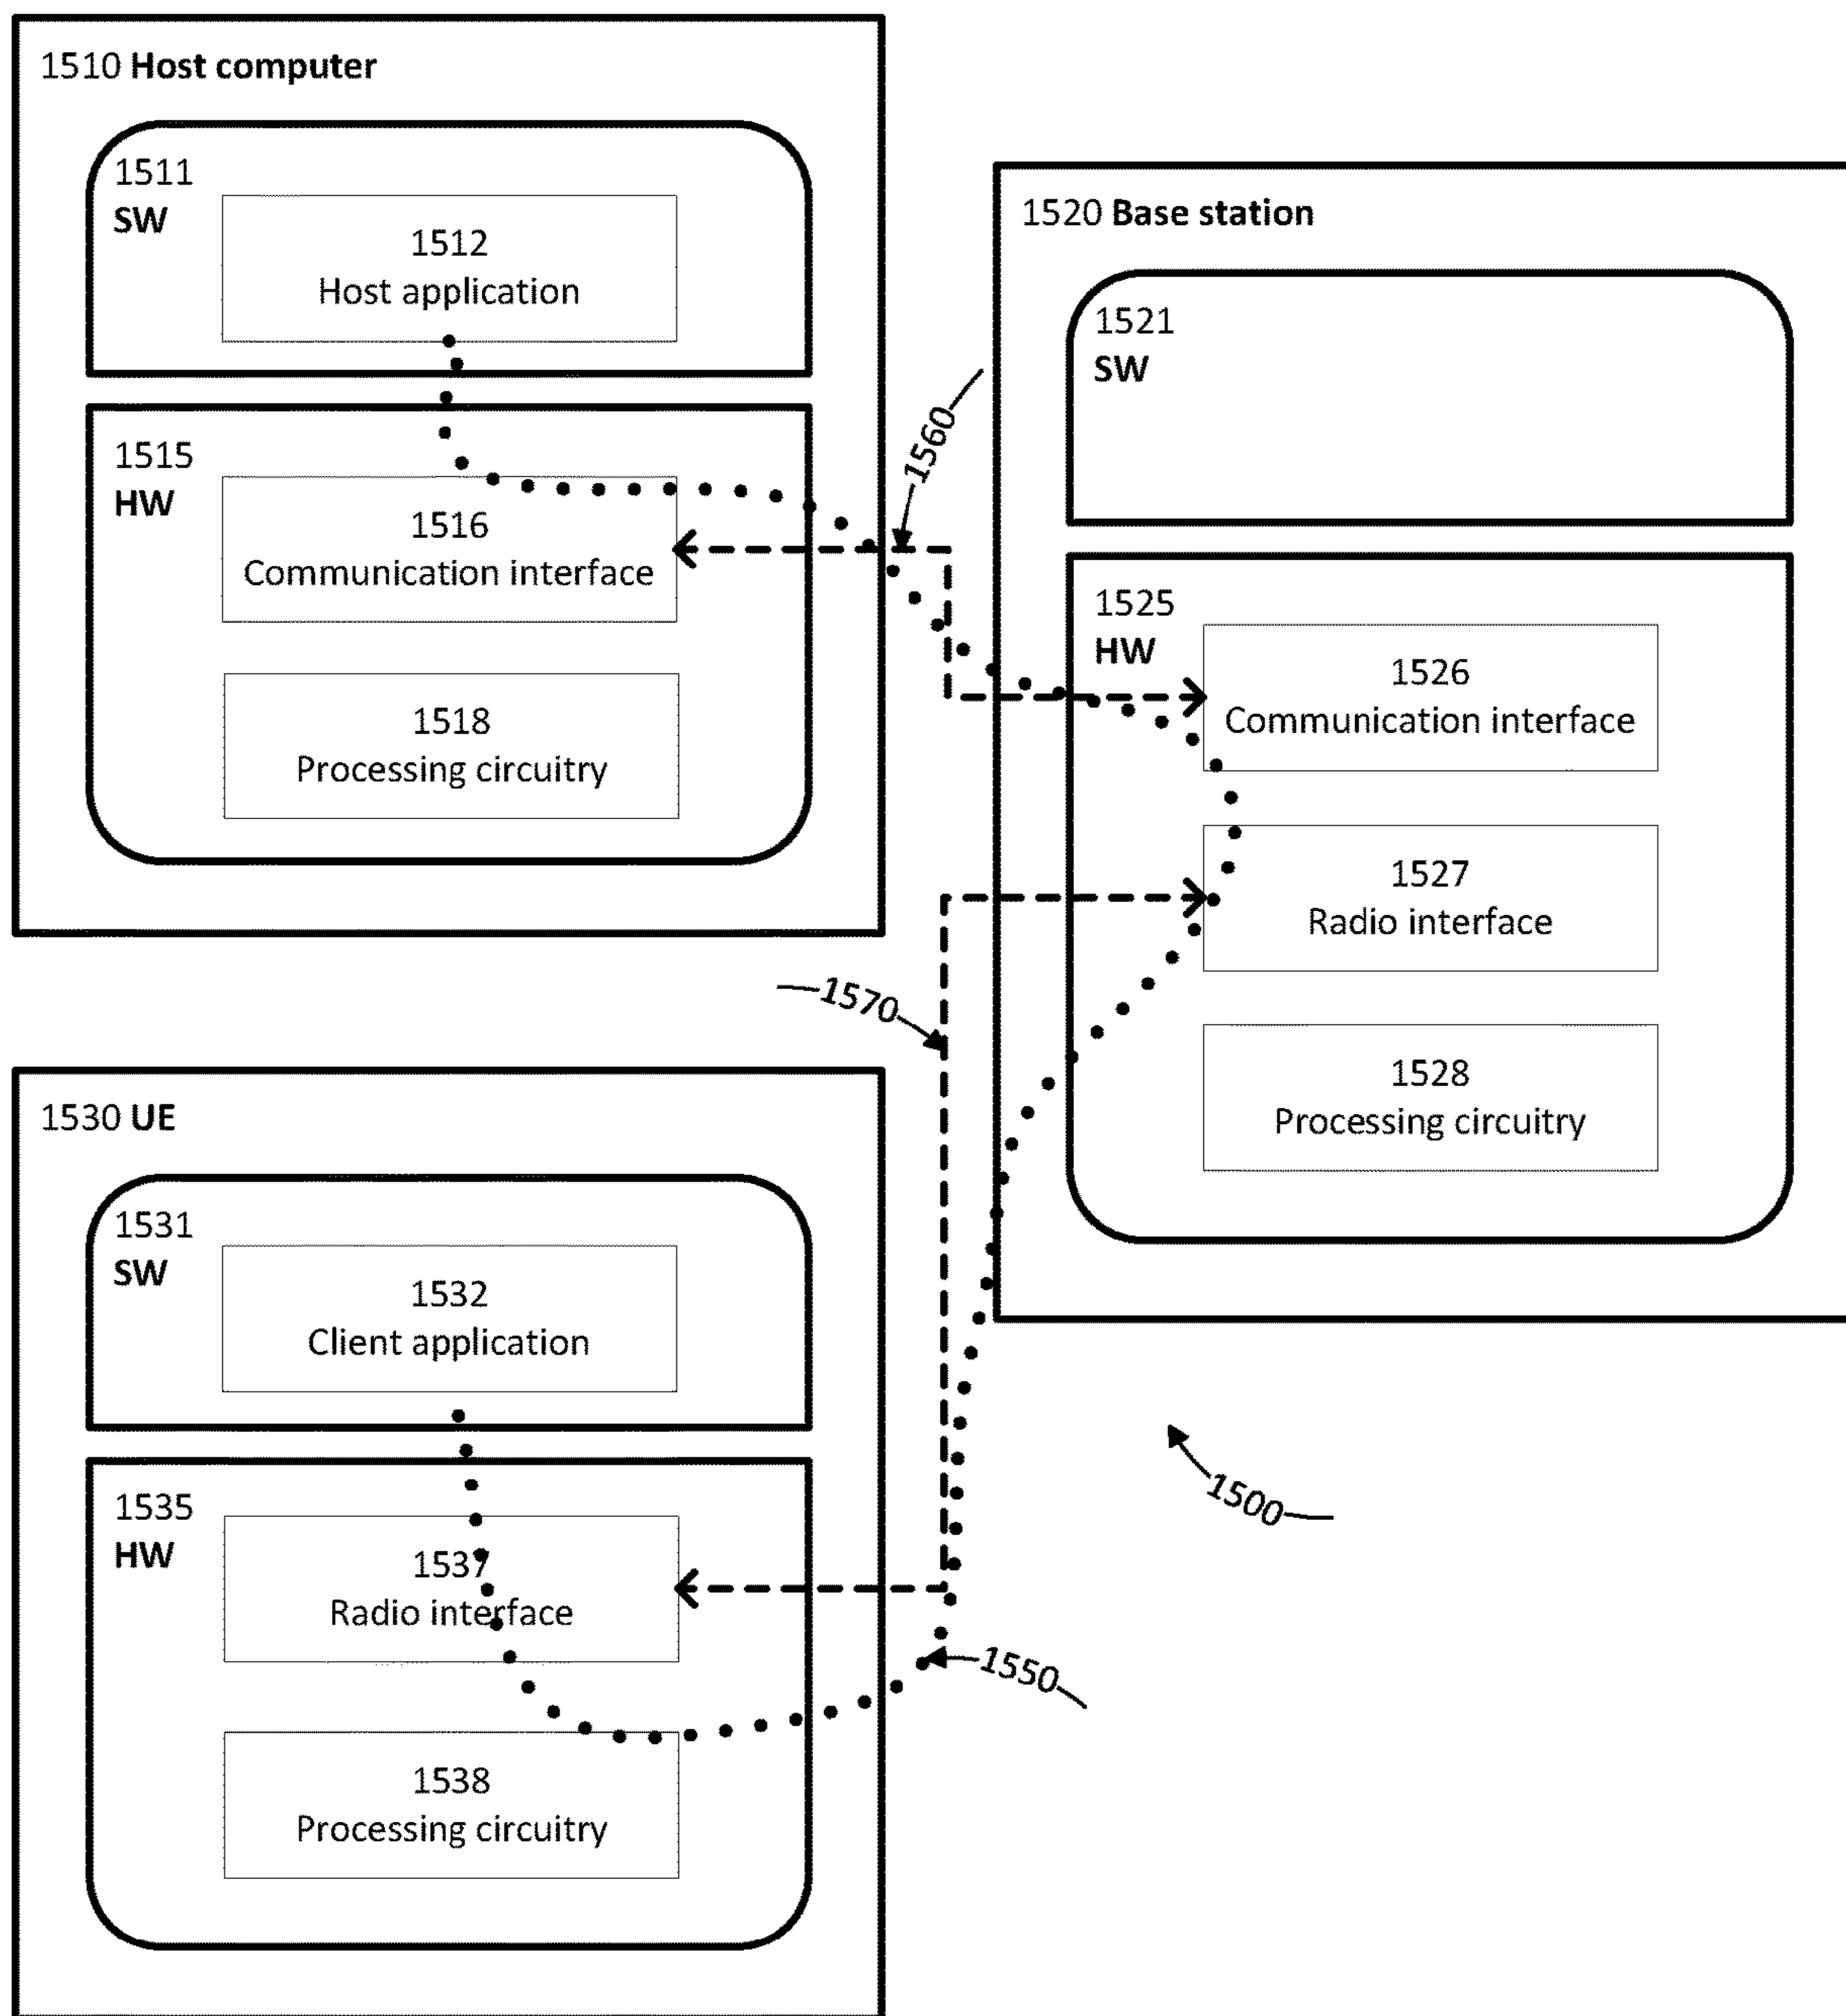 1510 Host computer
1511
SW
1512
Host application
1515
HW
1516
Communication interface
1518
Processing circuitry
1560
1520 Base station
1521
SW
1525
HW
1526
Communication interface
1527
Radio interface
1528
Processing circuitry
1570
1530 UE
1531
SW
1532
Client application
1535
HW
1537
Radio interface
1538
Processing circuitry
1500
1550